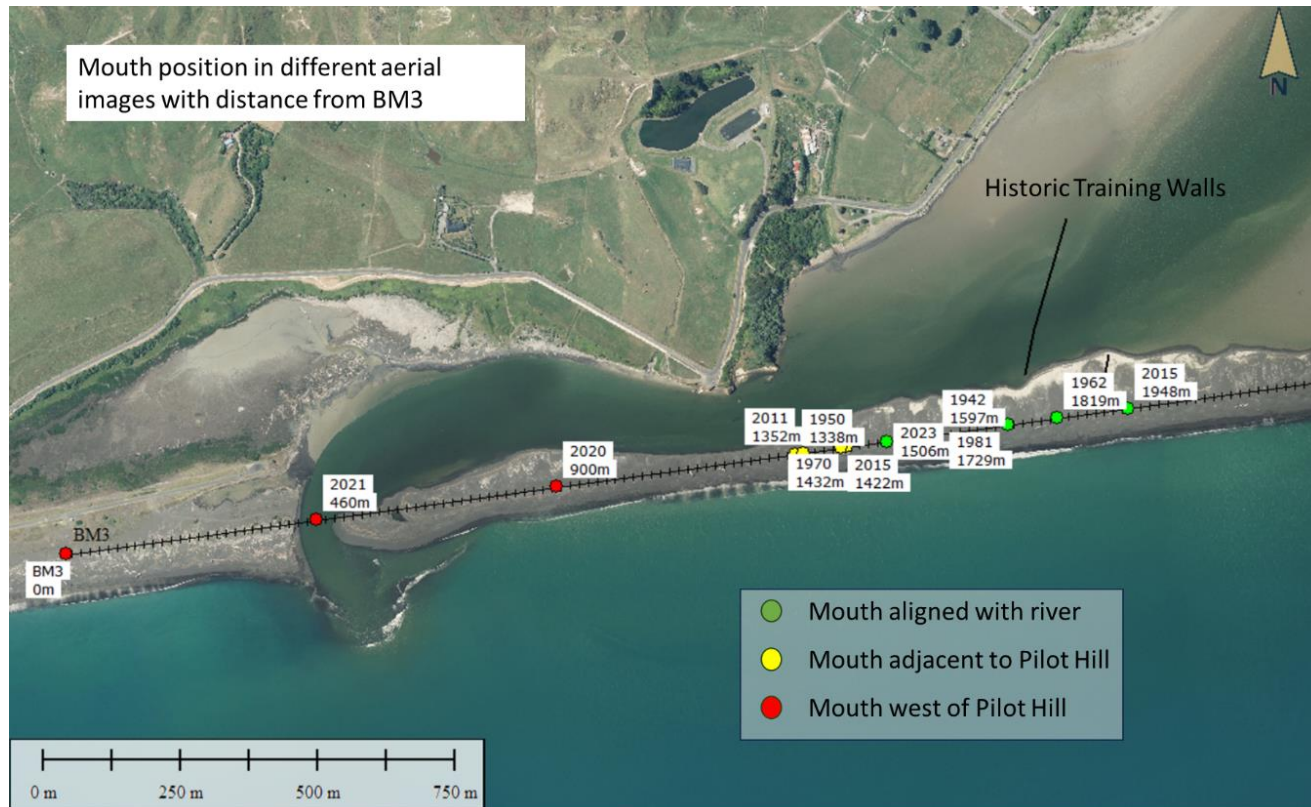 Mouth position in different aerial
images with distance from BM3
N
Historic Training Walls
1962
1819m
2015
1948m
1942
1597m
2011
1352m
1950
1338m
2023
1506m
1981
1729m
1970
1432m
2015
1422m
2020
900m
2021
460m
BM3
BM3
0m
Mouth aligned with river
Mouth adjacent to Pilot Hill
Mouth west of Pilot Hill
0 m 250 m 500 m 750 m